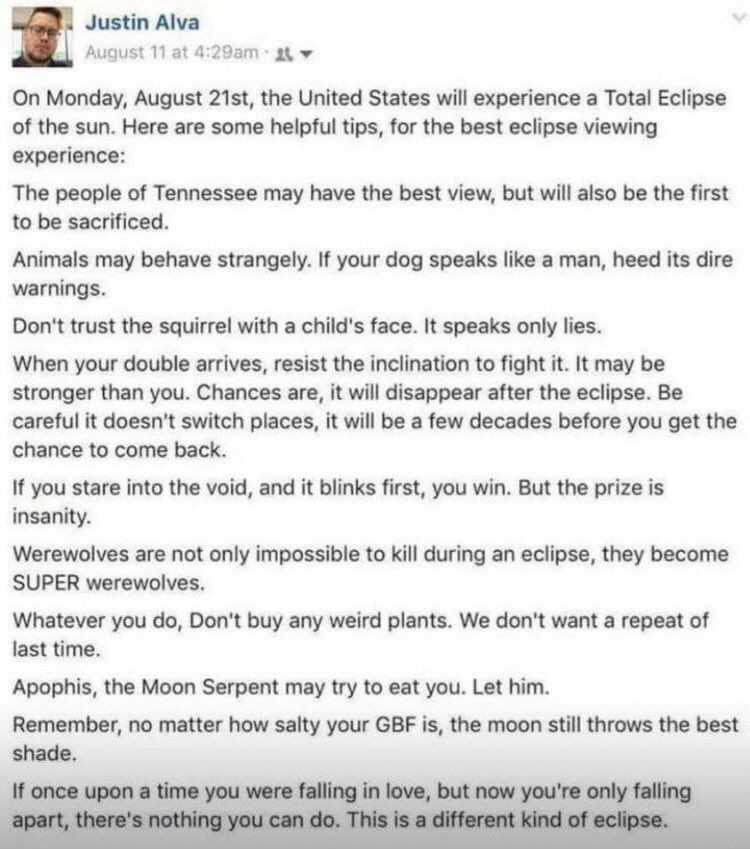 Justin Alva
August 11 at 4:29am ·
On Monday, August 21st, the United States will experience a Total Eclipse
of the sun. Here are some helpful tips, for the best eclipse viewing
experience:
The people of Tennessee may have the best view, but will also be the first
to be sacrificed.
Animals may behave strangely. If your dog speaks like a man, heed its dire
warnings.
Don't trust the squirrel with a child's face. It speaks only lies.
When your double arrives, resist the inclination to fight it. It may be
stronger than you. Chances are, it will disappear after the eclipse. Be
careful it doesn't switch places, it will be a few decades before you get the
chance to come back.
If you stare into the void, and it blinks first, you win. But the prize is
insanity.
Werewolves are not only impossible to kill during an eclipse, they become
SUPER werewolves.
Whatever you do, Don't buy any weird plants. We don't want a repeat of
last time.
Apophis, the Moon Serpent may try to eat you. Let him.
Remember, no matter how salty your GBF is, the moon still throws the best
shade.
If once upon a time you were falling in love, but now you're only falling
apart, there's nothing you can do. This is a different kind of eclipse.